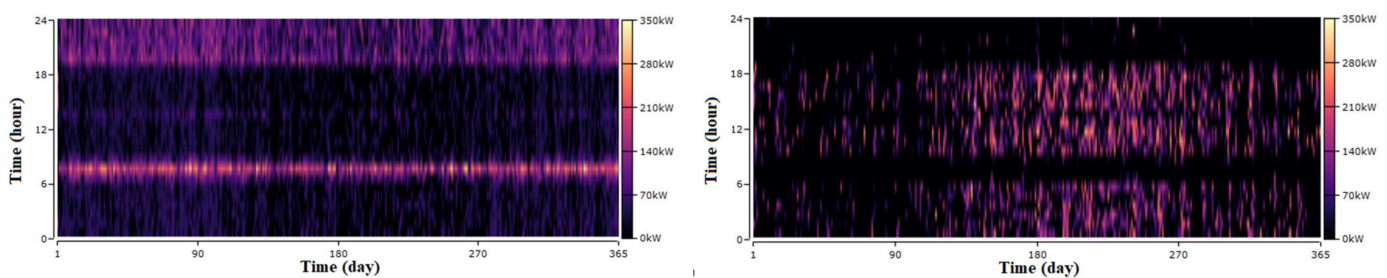 24
18
12
6
0
Time (hour)
1
90
180
270
365
Time (day)
350kW
280kW
210kW
140kW
70kW
0kW
24
18
12
6
0
Time (hour)
1
90
180
270
365
Time (day)
350kW
280kW
210kW
140kW
70kW
0kW